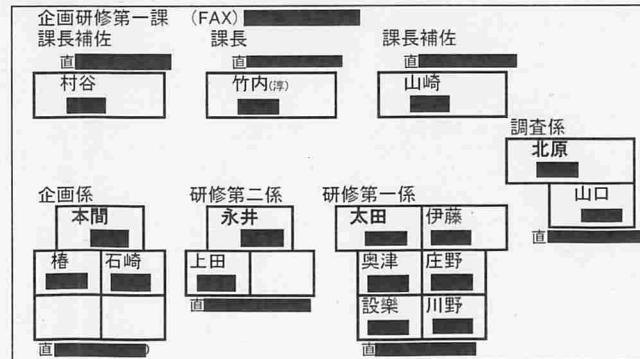 企画研修第一課 (FAX)
課長補佐 課長 課長補佐
直 直 直
村谷 竹内(淳) 山崎
調査係
北原
山口
直
企画係 研修第二係 研修第一係
本間 永井 太田 伊藤
椿 石崎 上田 奥津 庄野
設樂 川野
直 直 直